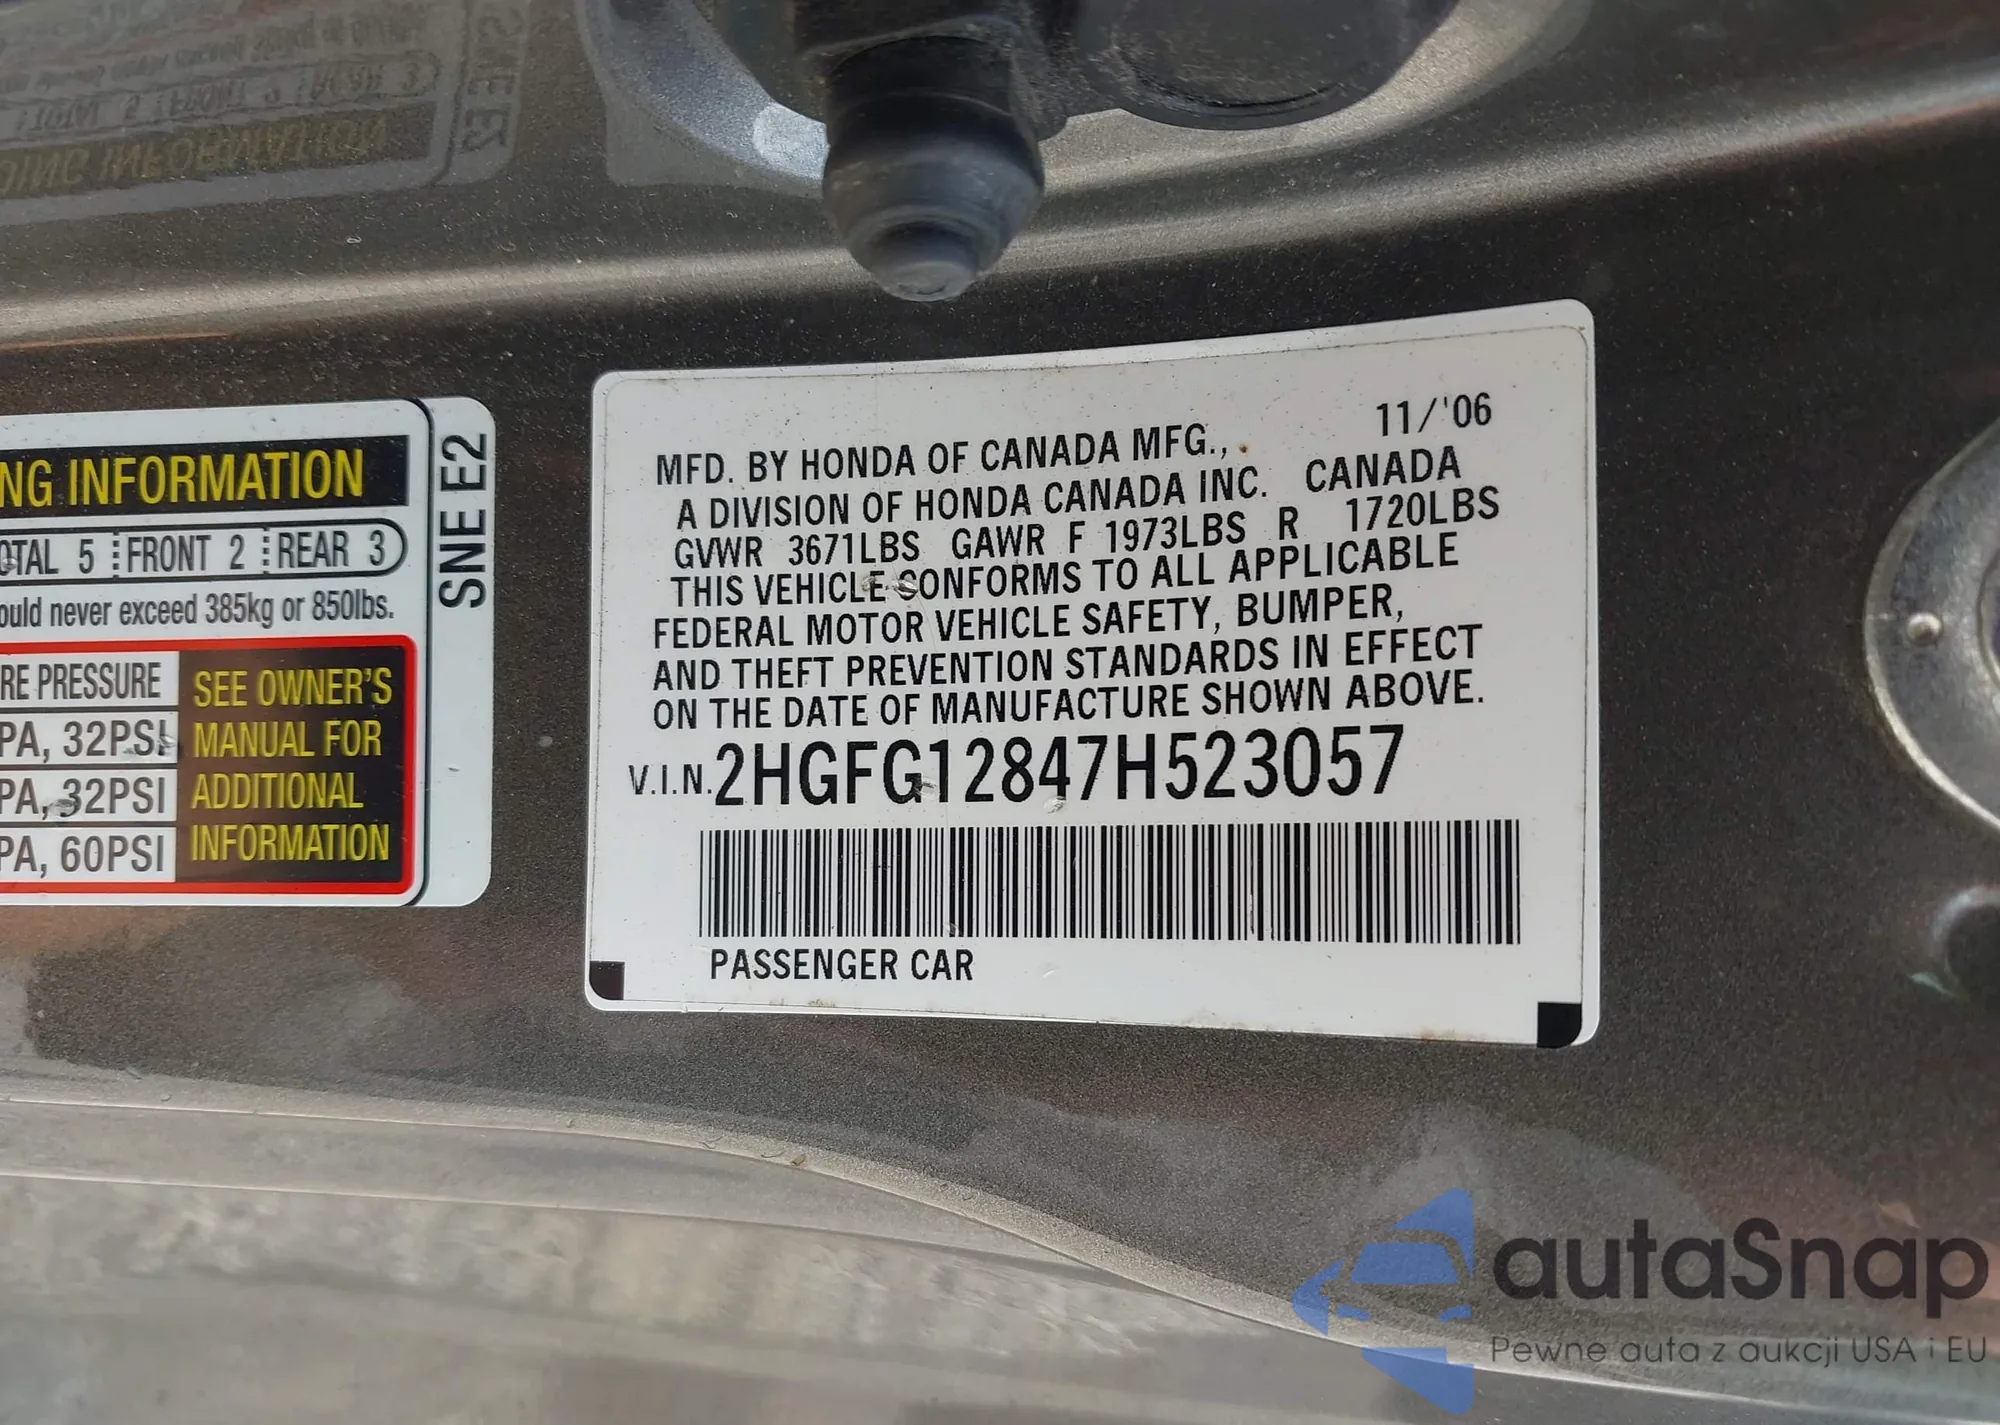 NG INFORMATION
OTAL 5 FRONT 2 REAR 3
ould never exceed 385kg or 850lbs.
RE PRESSURE
PA, 32PSI
PA, 32PSI
PA, 60PSI
SEE OWNER'S
MANUAL FOR
ADDITIONAL
INFORMATION
SNE E2
11/'06
MFD. BY HONDA OF CANADA MFG.,
A DIVISION OF HONDA CANADA INC. CANADA
GVWR 3671LBS GAWR F 1973LBS R 1720LBS
THIS VEHICLE CONFORMS TO ALL APPLICABLE
FEDERAL MOTOR VEHICLE SAFETY, BUMPER,
AND THEFT PREVENTION STANDARDS IN EFFECT
ON THE DATE OF MANUFACTURE SHOWN ABOVE.
V.I.N. 2HGFG12847H523057
PASSENGER CAR
autaSnap
Pewne auta z aukcji USA i EU